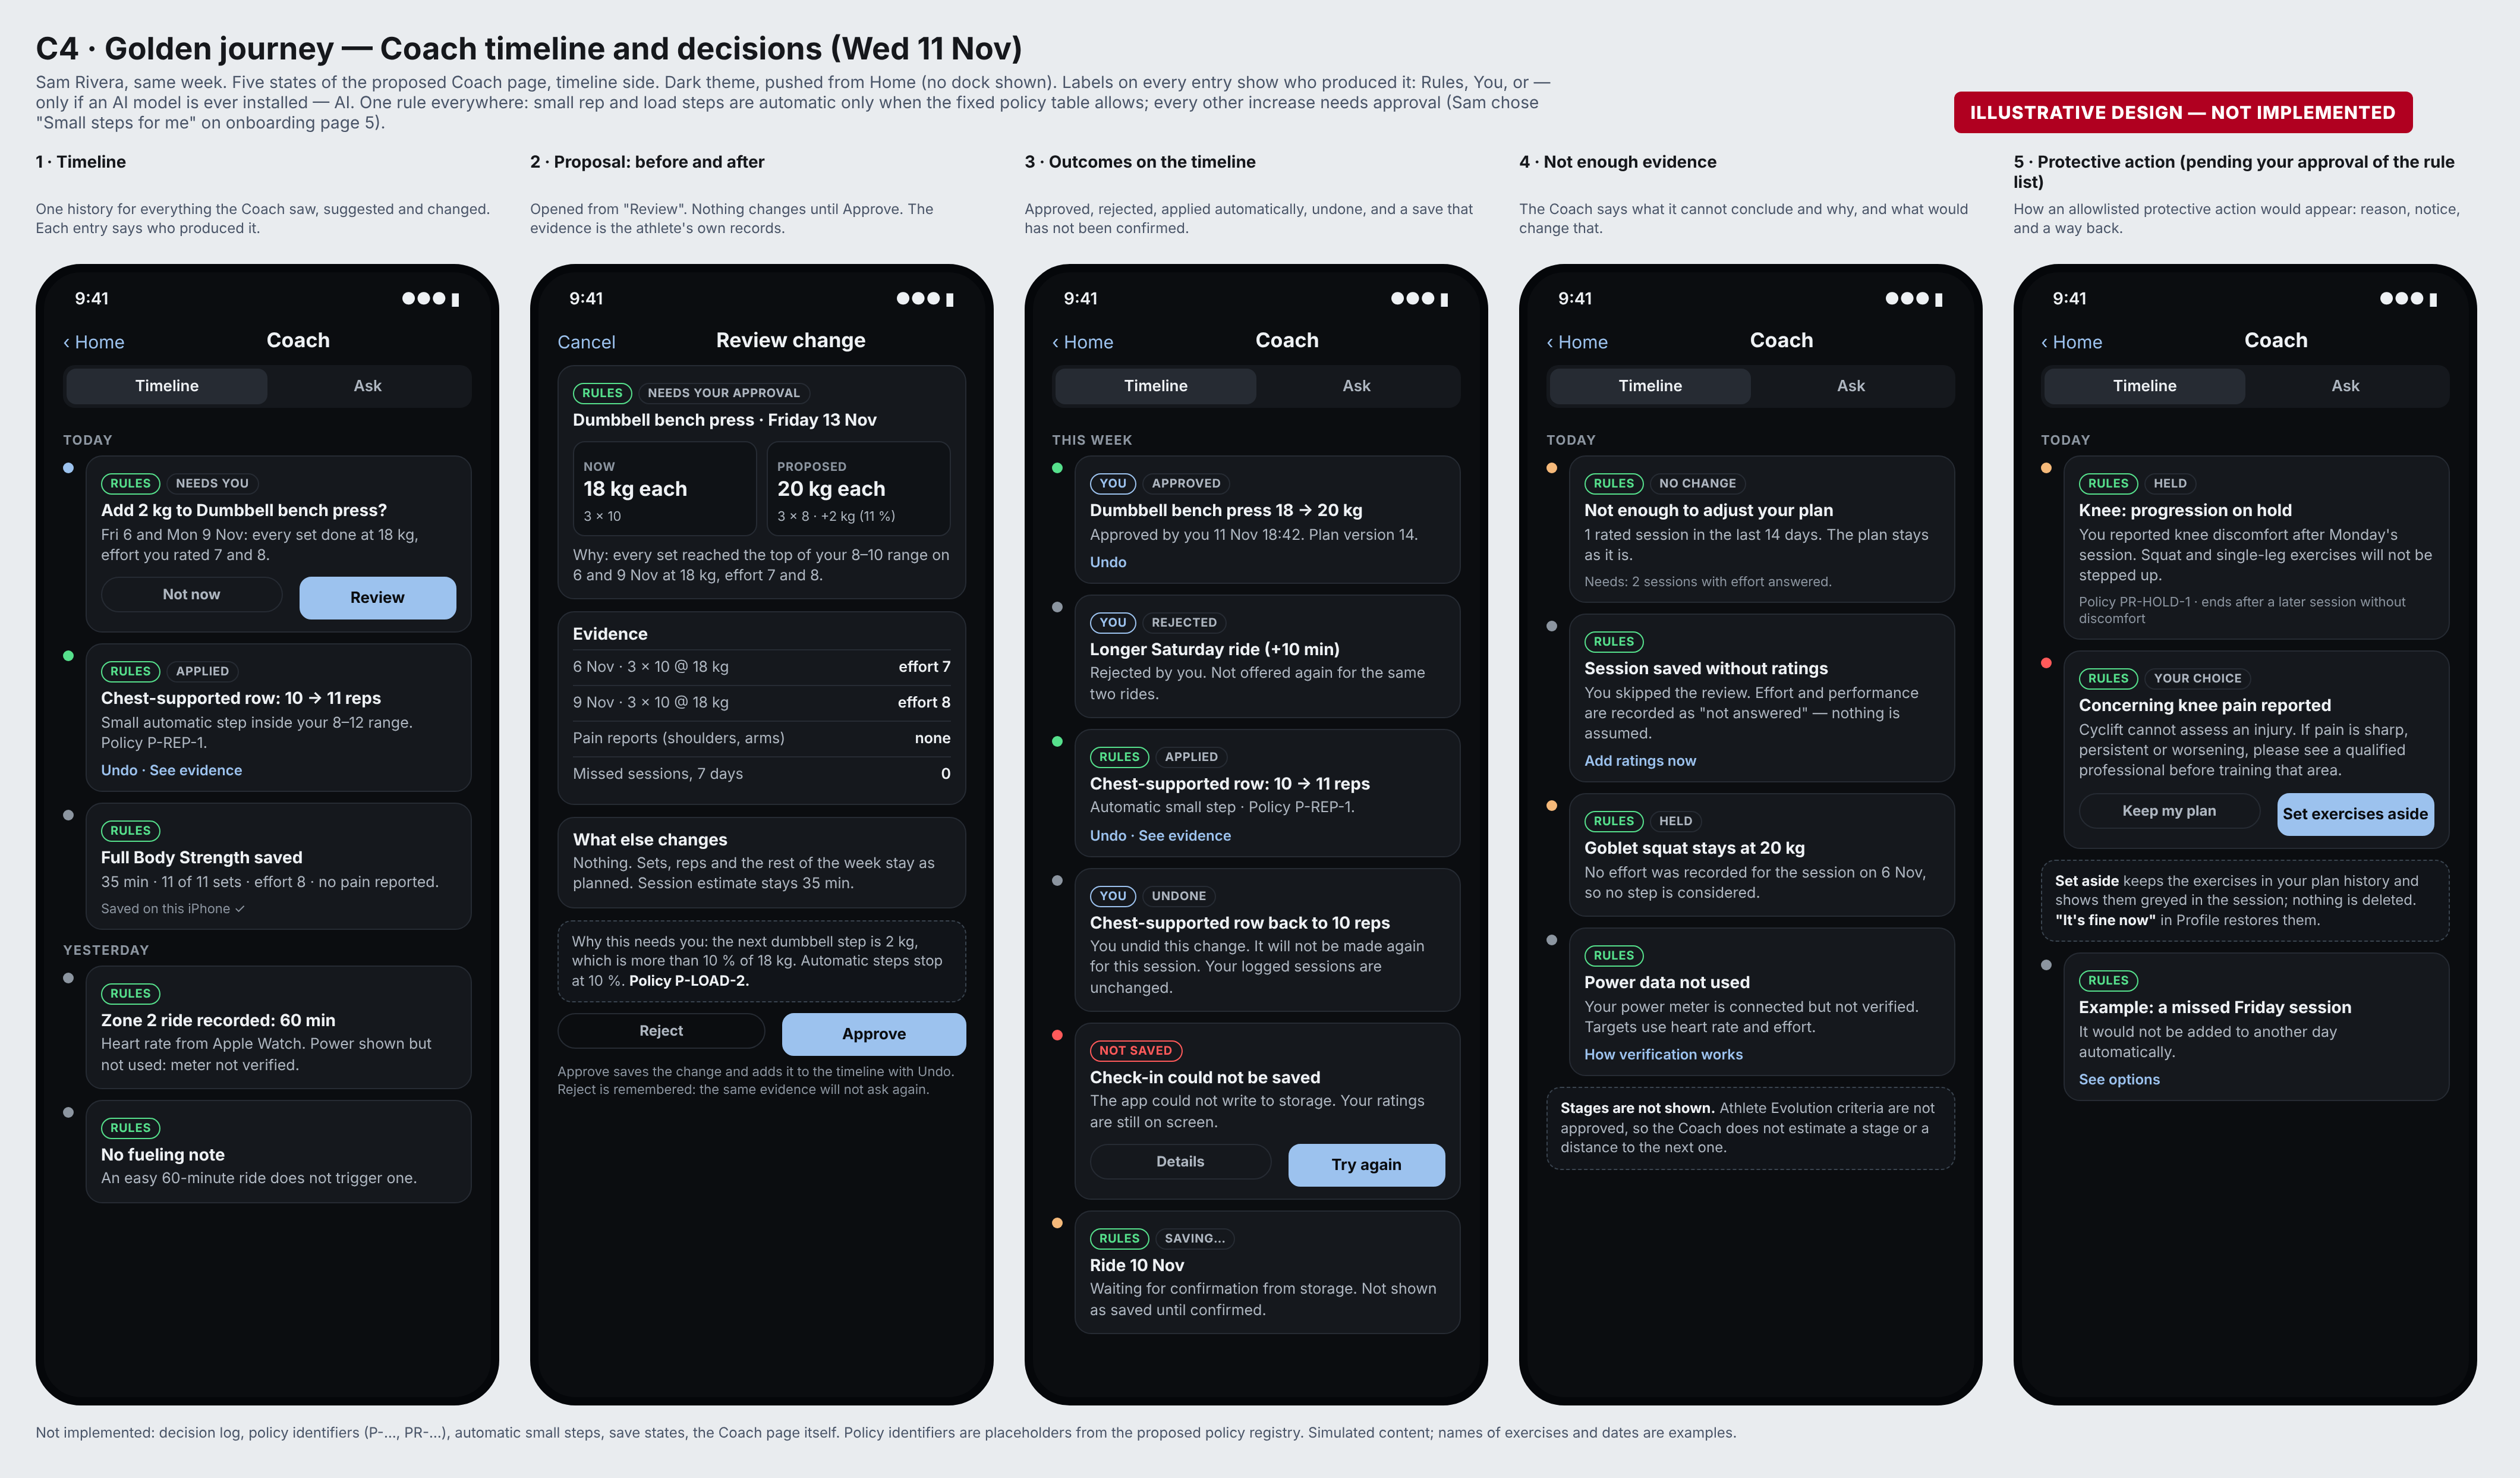 C4 · Golden journey — Coach timeline and decisions (Wed 11 Nov)
Sam Rivera, same week. Five states of the proposed Coach page, timeline side. Dark theme, pushed from Home (no dock shown). Labels on every entry show who produced it: Rules, You, or —
only if an AI model is ever installed — AI. One rule everywhere: small rep and load steps are automatic only when the fixed policy table allows; every other increase needs approval (Sam chose
"Small steps for me" on onboarding page 5).
ILLUSTRATIVE DESIGN — NOT IMPLEMENTED
1 · Timeline
One history for everything the Coach saw, suggested and changed.
Each entry says who produced it.
9:41
‹ Home
Coach
Timeline
Ask
TODAY
RULES
NEEDS YOU
Add 2 kg to Dumbbell bench press?
Fri 6 and Mon 9 Nov: every set done at 18 kg,
effort you rated 7 and 8.
Not now
Review
RULES
APPLIED
Chest-supported row: 10 → 11 reps
Small automatic step inside your 8–12 range.
Policy P-REP-1.
Undo · See evidence
RULES
Full Body Strength saved
35 min · 11 of 11 sets · effort 8 · no pain reported.
Saved on this iPhone ✓
YESTERDAY
RULES
Zone 2 ride recorded: 60 min
Heart rate from Apple Watch. Power shown but
not used: meter not verified.
RULES
No fueling note
An easy 60-minute ride does not trigger one.
2 · Proposal: before and after
Opened from "Review". Nothing changes until Approve. The
evidence is the athlete's own records.
9:41
Cancel
Review change
RULES
NEEDS YOUR APPROVAL
Dumbbell bench press · Friday 13 Nov
NOW
18 kg each
3 × 10
PROPOSED
20 kg each
3 × 8 · +2 kg (11 %)
Why: every set reached the top of your 8–10 range on
6 and 9 Nov at 18 kg, effort 7 and 8.
Evidence
6 Nov · 3 × 10 @ 18 kg
effort 7
9 Nov · 3 × 10 @ 18 kg
effort 8
Pain reports (shoulders, arms)
none
Missed sessions, 7 days
0
What else changes
Nothing. Sets, reps and the rest of the week stay as
planned. Session estimate stays 35 min.
Why this needs you: the next dumbbell step is 2 kg,
which is more than 10 % of 18 kg. Automatic steps stop
at 10 %. Policy P-LOAD-2.
Reject
Approve
Approve saves the change and adds it to the timeline with Undo.
Reject is remembered: the same evidence will not ask again.
3 · Outcomes on the timeline
Approved, rejected, applied automatically, undone, and a save that
has not been confirmed.
9:41
‹ Home
Coach
Timeline
Ask
THIS WEEK
YOU
APPROVED
Dumbbell bench press 18 → 20 kg
Approved by you 11 Nov 18:42. Plan version 14.
Undo
YOU
REJECTED
Longer Saturday ride (+10 min)
Rejected by you. Not offered again for the same
two rides.
RULES
APPLIED
Chest-supported row: 10 → 11 reps
Automatic small step · Policy P-REP-1.
Undo · See evidence
YOU
UNDONE
Chest-supported row back to 10 reps
You undid this change. It will not be made again
for this session. Your logged sessions are
unchanged.
NOT SAVED
Check-in could not be saved
The app could not write to storage. Your ratings
are still on screen.
Details
Try again
RULES
SAVING…
Ride 10 Nov
Waiting for confirmation from storage. Not shown
as saved until confirmed.
4 · Not enough evidence
The Coach says what it cannot conclude and why, and what would
change that.
9:41
‹ Home
Coach
Timeline
Ask
TODAY
RULES
NO CHANGE
Not enough to adjust your plan
1 rated session in the last 14 days. The plan stays
as it is.
Needs: 2 sessions with effort answered.
RULES
Session saved without ratings
You skipped the review. Effort and performance
are recorded as "not answered" — nothing is
assumed.
Add ratings now
RULES
HELD
Goblet squat stays at 20 kg
No effort was recorded for the session on 6 Nov,
so no step is considered.
RULES
Power data not used
Your power meter is connected but not verified.
Targets use heart rate and effort.
How verification works
Stages are not shown. Athlete Evolution criteria are not
approved, so the Coach does not estimate a stage or a
distance to the next one.
5 · Protective action (pending your approval of the rule
list)
How an allowlisted protective action would appear: reason, notice,
and a way back.
9:41
‹ Home
Coach
Timeline
Ask
TODAY
RULES
HELD
Knee: progression on hold
You reported knee discomfort after Monday's
session. Squat and single-leg exercises will not be
stepped up.
Policy PR-HOLD-1 · ends after a later session without
discomfort
RULES
YOUR CHOICE
Concerning knee pain reported
Cyclift cannot assess an injury. If pain is sharp,
persistent or worsening, please see a qualified
professional before training that area.
Keep my plan
Set exercises aside
Set aside keeps the exercises in your plan history and
shows them greyed in the session; nothing is deleted.
"It's fine now" in Profile restores them.
RULES
Example: a missed Friday session
It would not be added to another day
automatically.
See options
Not implemented: decision log, policy identifiers (P-…, PR-…), automatic small steps, save states, the Coach page itself. Policy identifiers are placeholders from the proposed policy registry. Simulated content; names of exercises and dates are examples.